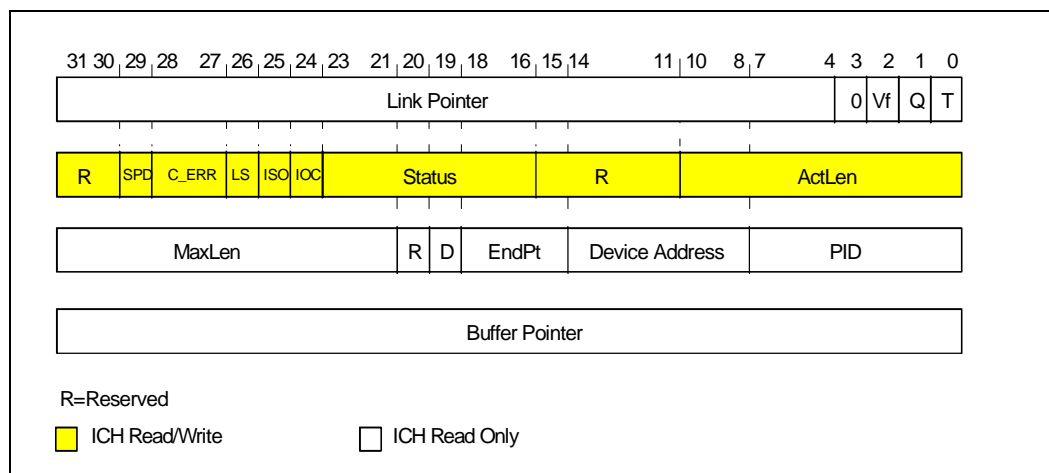 31 30 29 28 27 26 25 24 23 21 20 19 18 16 15 14 11 10 8 7 4 3 2 1 0
Link Pointer 0 Vf Q T
R SPD C_ERR LS ISO IOC Status R ActLen
MaxLen R D EndPt Device Address PID
Buffer Pointer
R=Reserved
ICH Read/Write ICH Read Only